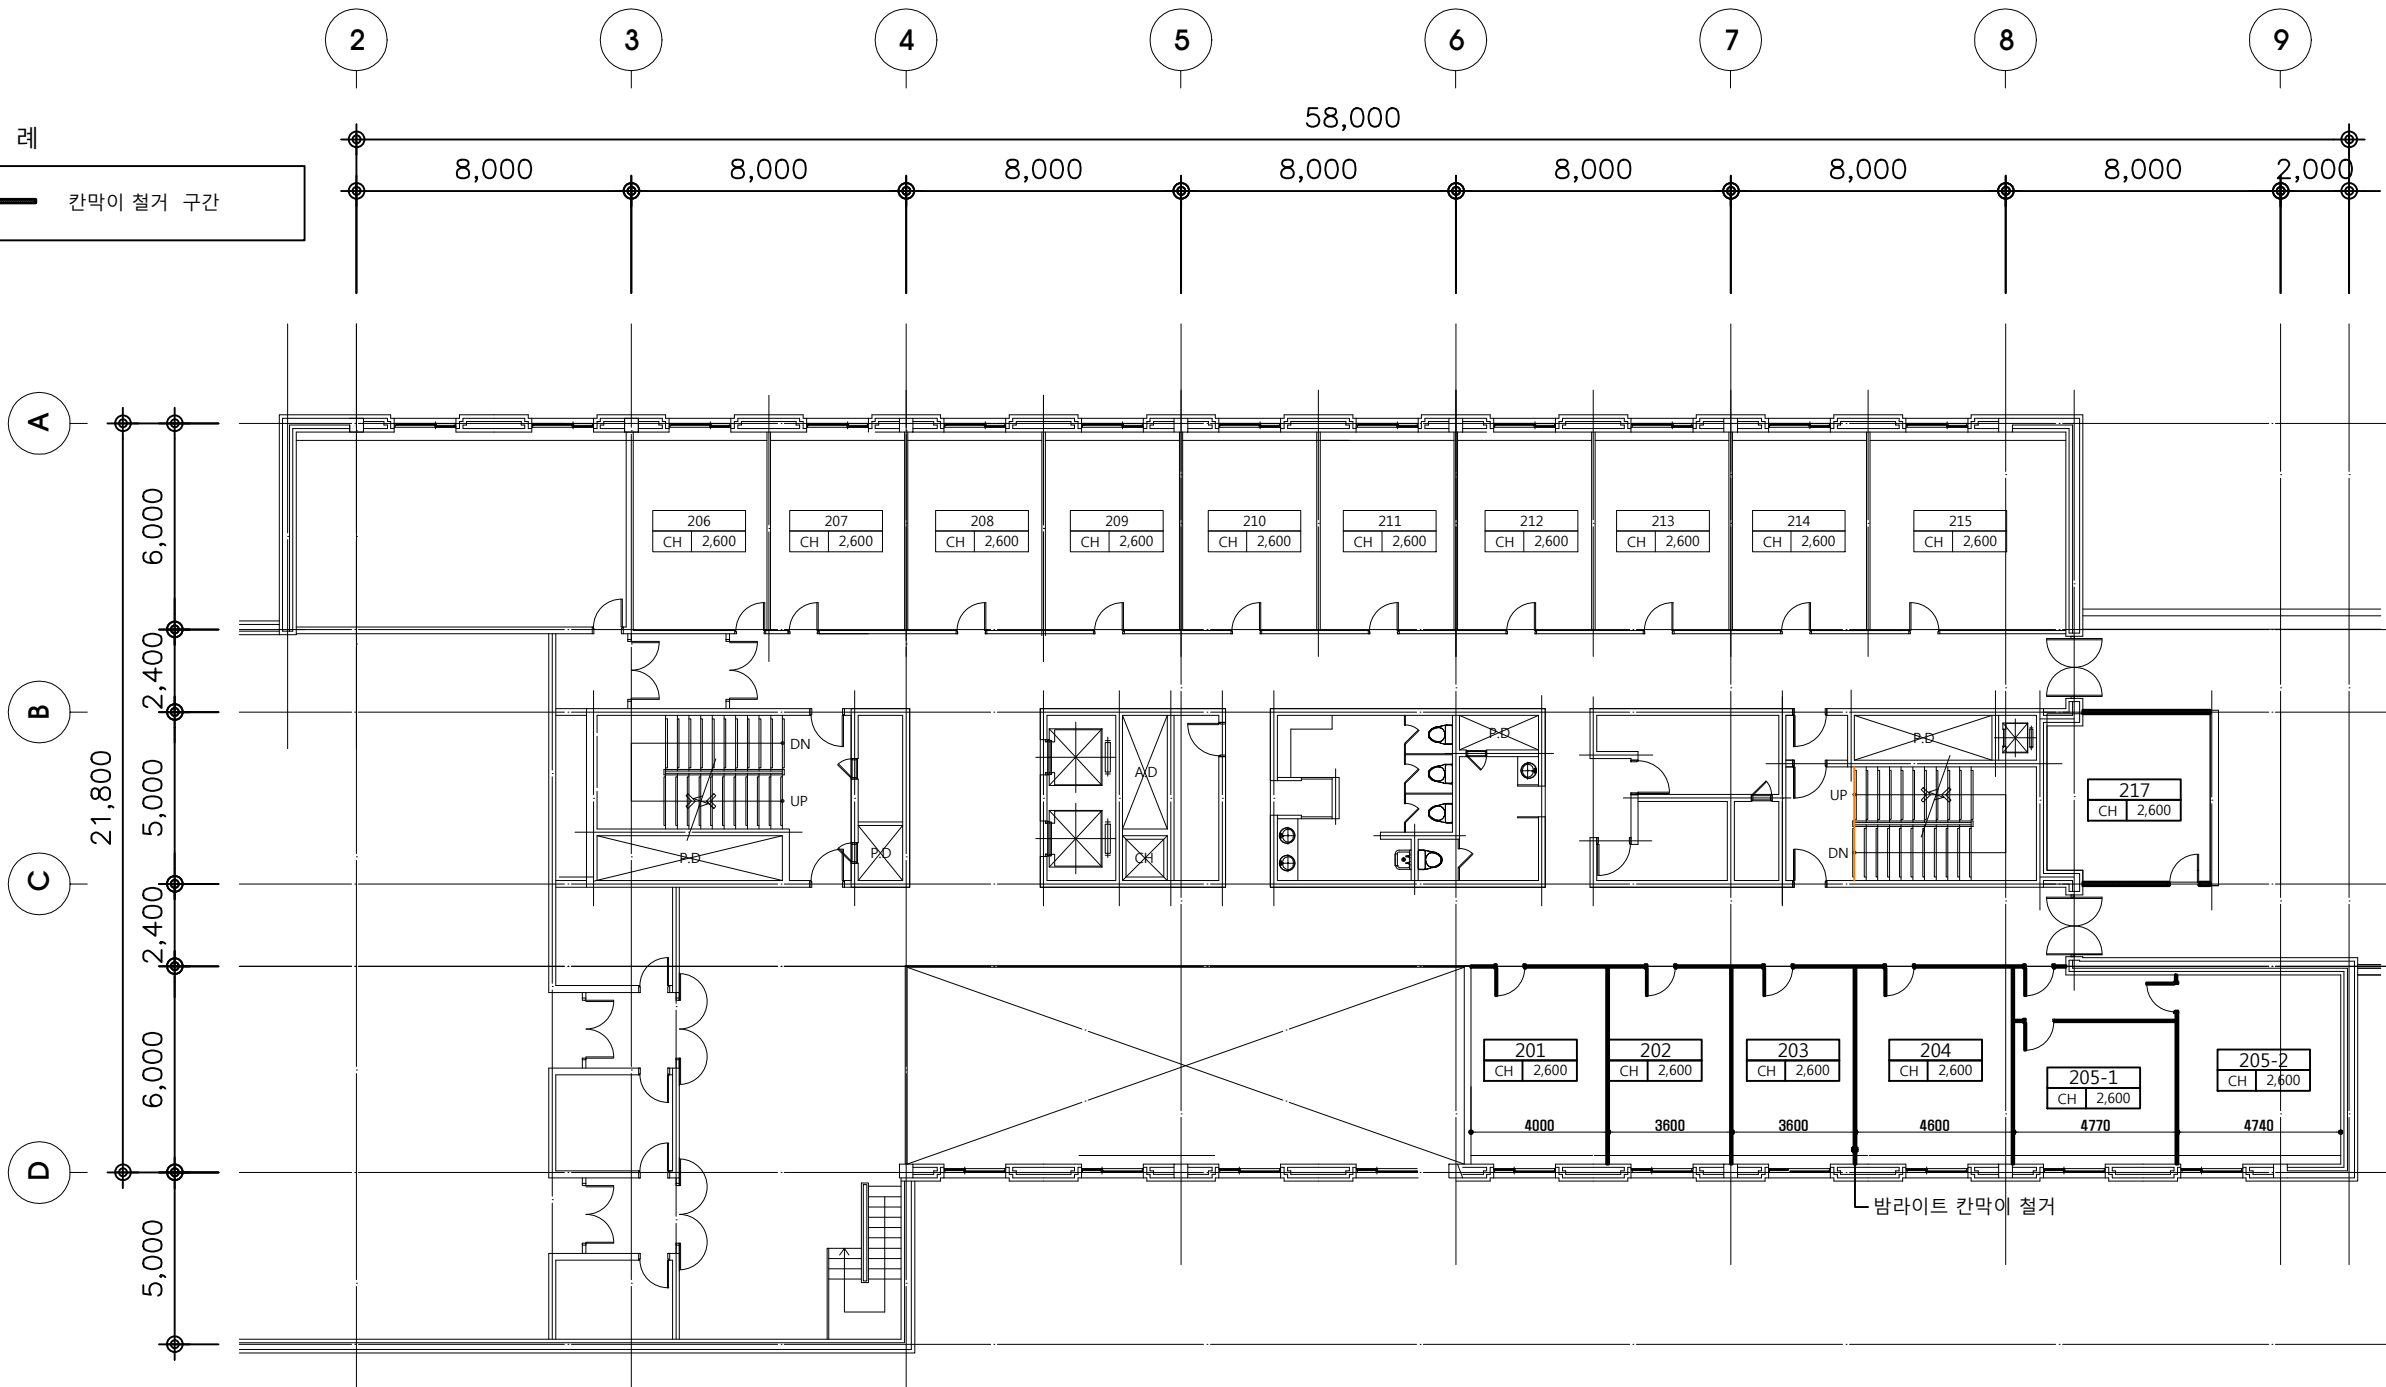 2 3 4 5 6 7 8 9
58,000
례
8,000 8,000 8,000 8,000 8,000 8,000 8,000 2,000
칸막이 철거 구간
A
6,000
206 207 208 209 210 211 212 213 214 215
CH 2,600 CH 2,600 CH 2,600 CH 2,600 CH 2,600 CH 2,600 CH 2,600 CH 2,600 CH 2,600 CH 2,600
2,400
B
P.D P.D
DN
A.D
21,800
5,000
UP UP
217
CH 2,600
P.D P.D CH DN
C
2,400
6,000
201 202 203 204 205-2
CH 2,600 CH 2,600 CH 2,600 CH 2,600 CH 2,600
205-1
CH 2,600
4000 3600 3600 4600 4770 4740
D
밤라이트 칸막이 철거
5,000